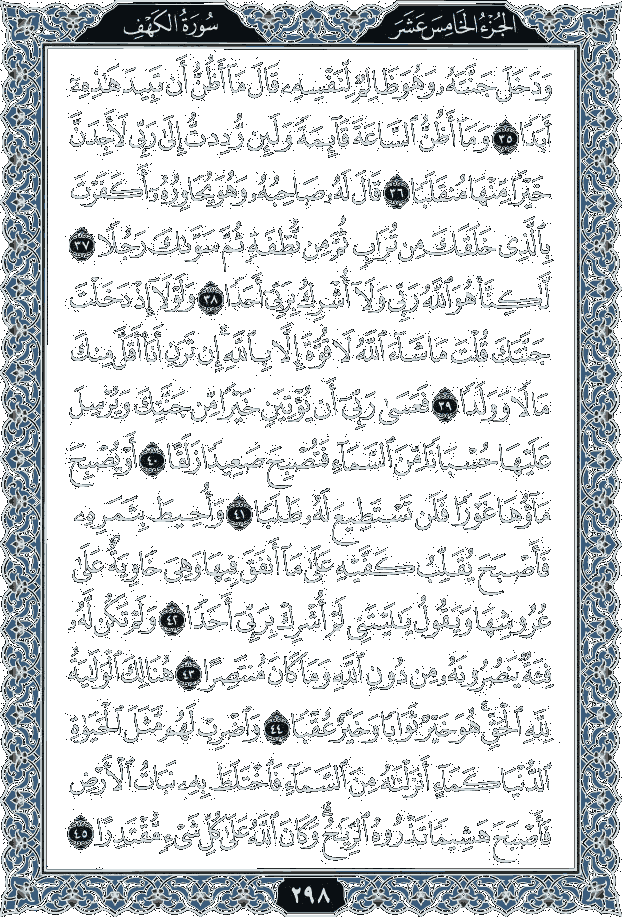 الجزء الخامس عشر
سورة الكهف
وَدَخَلَ جَنَّتَهُۥ وَهُوَ ظَالِمٌ لِّنَفْسِهِۦ قَالَ مَآ أَظُنُّ أَن تَبِيدَ هَٰذِهِۦٓ
أَبَدًا ٣٥ وَمَآ أَظُنُّ ٱلسَّاعَةَ قَآئِمَةً وَلَئِن رُّدِدتُّ إِلَىٰ رَبِّى لَأَجِدَنَّ
خَيْرًا مِّنْهَا مُنقَلَبًا ٣٦ قَالَ لَهُۥ صَاحِبُهُۥ وَهُوَ يُحَاوِرُهُۥٓ أَكَفَرْتَ
بِٱلَّذِى خَلَقَكَ مِن تُرَابٍ ثُمَّ مِن نُّطْفَةٍ ثُمَّ سَوَّىٰكَ رَجُلًا ٣٧
لَّٰكِنَّا۠ هُوَ ٱللَّهُ رَبِّى وَلَآ أُشْرِكُ بِرَبِّىٓ أَحَدًا ٣٨ وَلَوْلَآ إِذْ دَخَلْتَ
جَنَّتَكَ قُلْتَ مَا شَآءَ ٱللَّهُ لَا قُوَّةَ إِلَّا بِٱللَّهِ إِن تَرَنِ أَنَا۠ أَقَلَّ مِنكَ
مَالًا وَوَلَدًا ٣٩ فَعَسَىٰ رَبِّىٓ أَن يُؤْتِيَنِ خَيْرًا مِّن جَنَّتِكَ وَيُرْسِلَ
عَلَيْهَا حُسْبَانًا مِّنَ ٱلسَّمَآءِ فَتُصْبِحَ صَعِيدًا زَلَقًا ٤٠ أَوْ يُصْبِحَ
مَآؤُهَا غَوْرًا فَلَن تَسْتَطِيعَ لَهُۥ طَلَبًا ٤١ وَأُحِيطَ بِثَمَرِهِۦ
فَأَصْبَحَ يُقَلِّبُ كَفَّيْهِ عَلَىٰ مَآ أَنفَقَ فِيهَا وَهِىَ خَاوِيَةٌ عَلَىٰ
عُرُوشِهَا وَيَقُولُ يَٰلَيْتَنِى لَمْ أُشْرِكْ بِرَبِّىٓ أَحَدًا ٤٢ وَلَمْ تَكُن لَّهُۥ
فِئَةٌ يَنصُرُونَهُۥ مِن دُونِ ٱللَّهِ وَمَا كَانَ مُنتَصِرًا ٤٣ هُنَالِكَ ٱلْوَلَٰيَةُ
لِلَّهِ ٱلْحَقِّ هُوَ خَيْرٌ ثَوَابًا وَخَيْرٌ عُقْبًا ٤٤ وَٱضْرِبْ لَهُم مَّثَلَ ٱلْحَيَوٰةِ
ٱلدُّنْيَا كَمَآءٍ أَنزَلْنَٰهُ مِنَ ٱلسَّمَآءِ فَٱخْتَلَطَ بِهِۦ نَبَاتُ ٱلْأَرْضِ
فَأَصْبَحَ هَشِيمًا تَذْرُوهُ ٱلرِّيَٰحُ وَكَانَ ٱللَّهُ عَلَىٰ كُلِّ شَىْءٍ مُّقْتَدِرًا ٤٥
٢٩٨